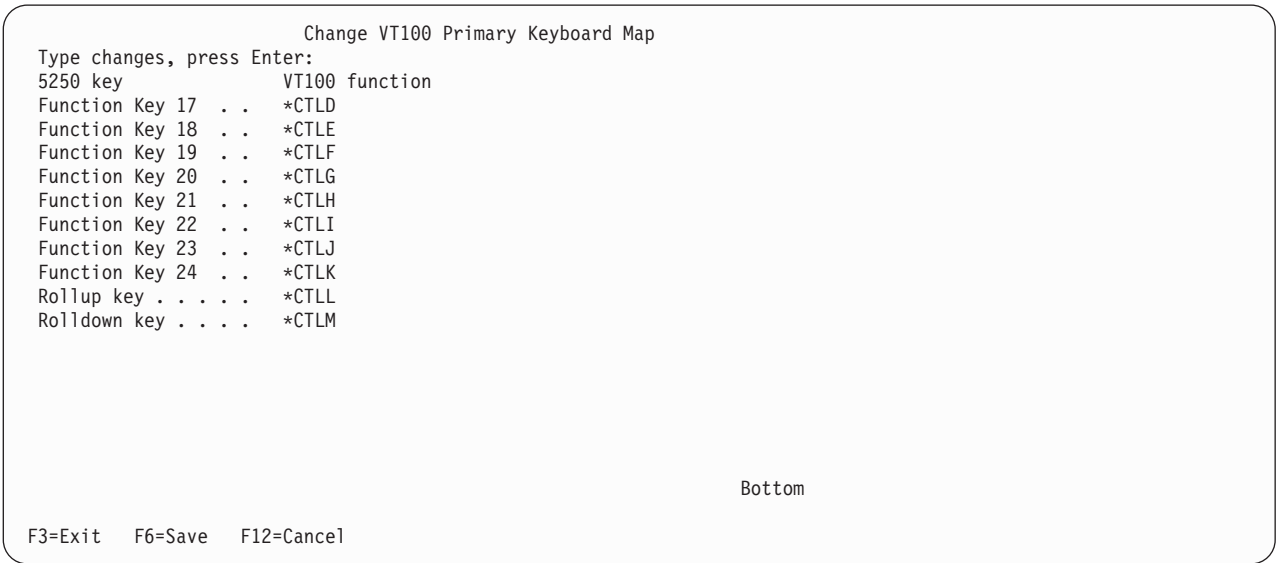 Change VT100 Primary Keyboard Map
Type changes, press Enter:
5250 key VT100 function
Function Key 17 . . *CTLD
Function Key 18 . . *CTLE
Function Key 19 . . *CTLF
Function Key 20 . . *CTLG
Function Key 21 . . *CTLH
Function Key 22 . . *CTLI
Function Key 23 . . *CTLJ
Function Key 24 . . *CTLK
Rollup key . . . . . *CTLL
Rolldown key . . . . *CTLM
Bottom
F3=Exit F6=Save F12=Cancel